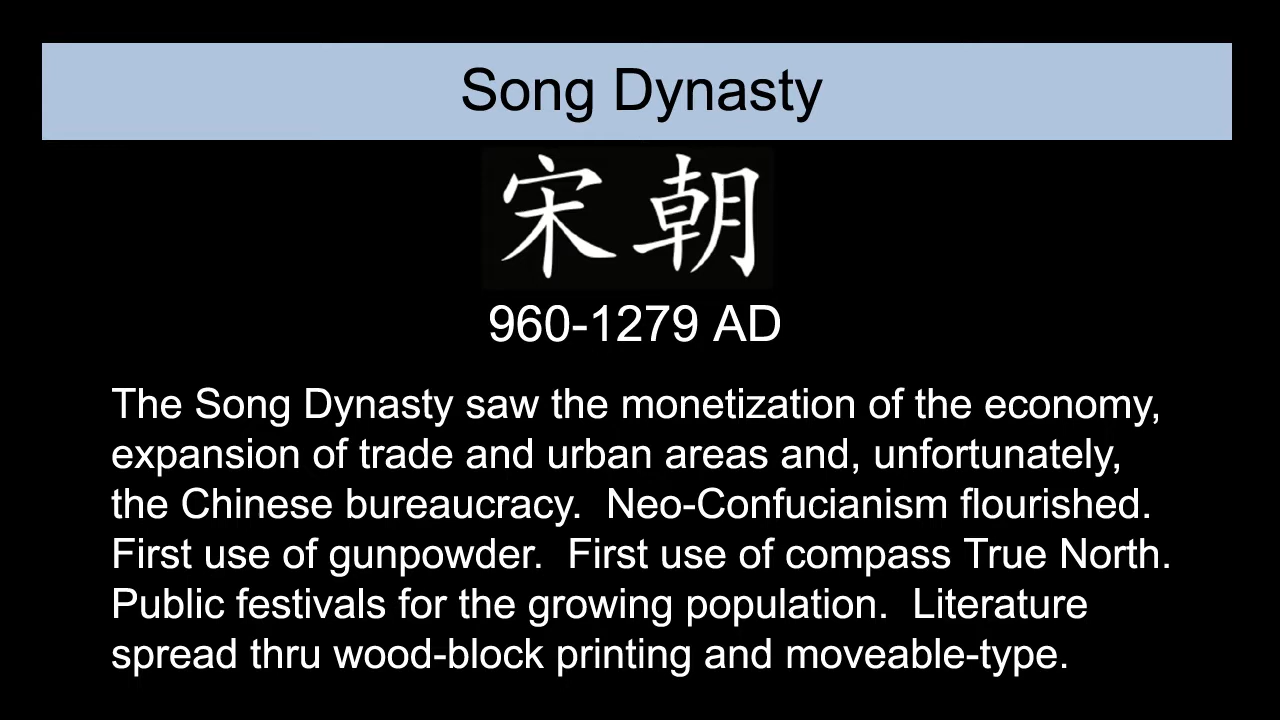 Song Dynasty
宋朝
960-1279 AD
The Song Dynasty saw the monetization of the economy,
expansion of trade and urban areas and, unfortunately,
the Chinese bureaucracy.  Neo-Confucianism flourished.
First use of gunpowder.  First use of compass True North.
Public festivals for the growing population.  Literature
spread thru wood-block printing and moveable-type.